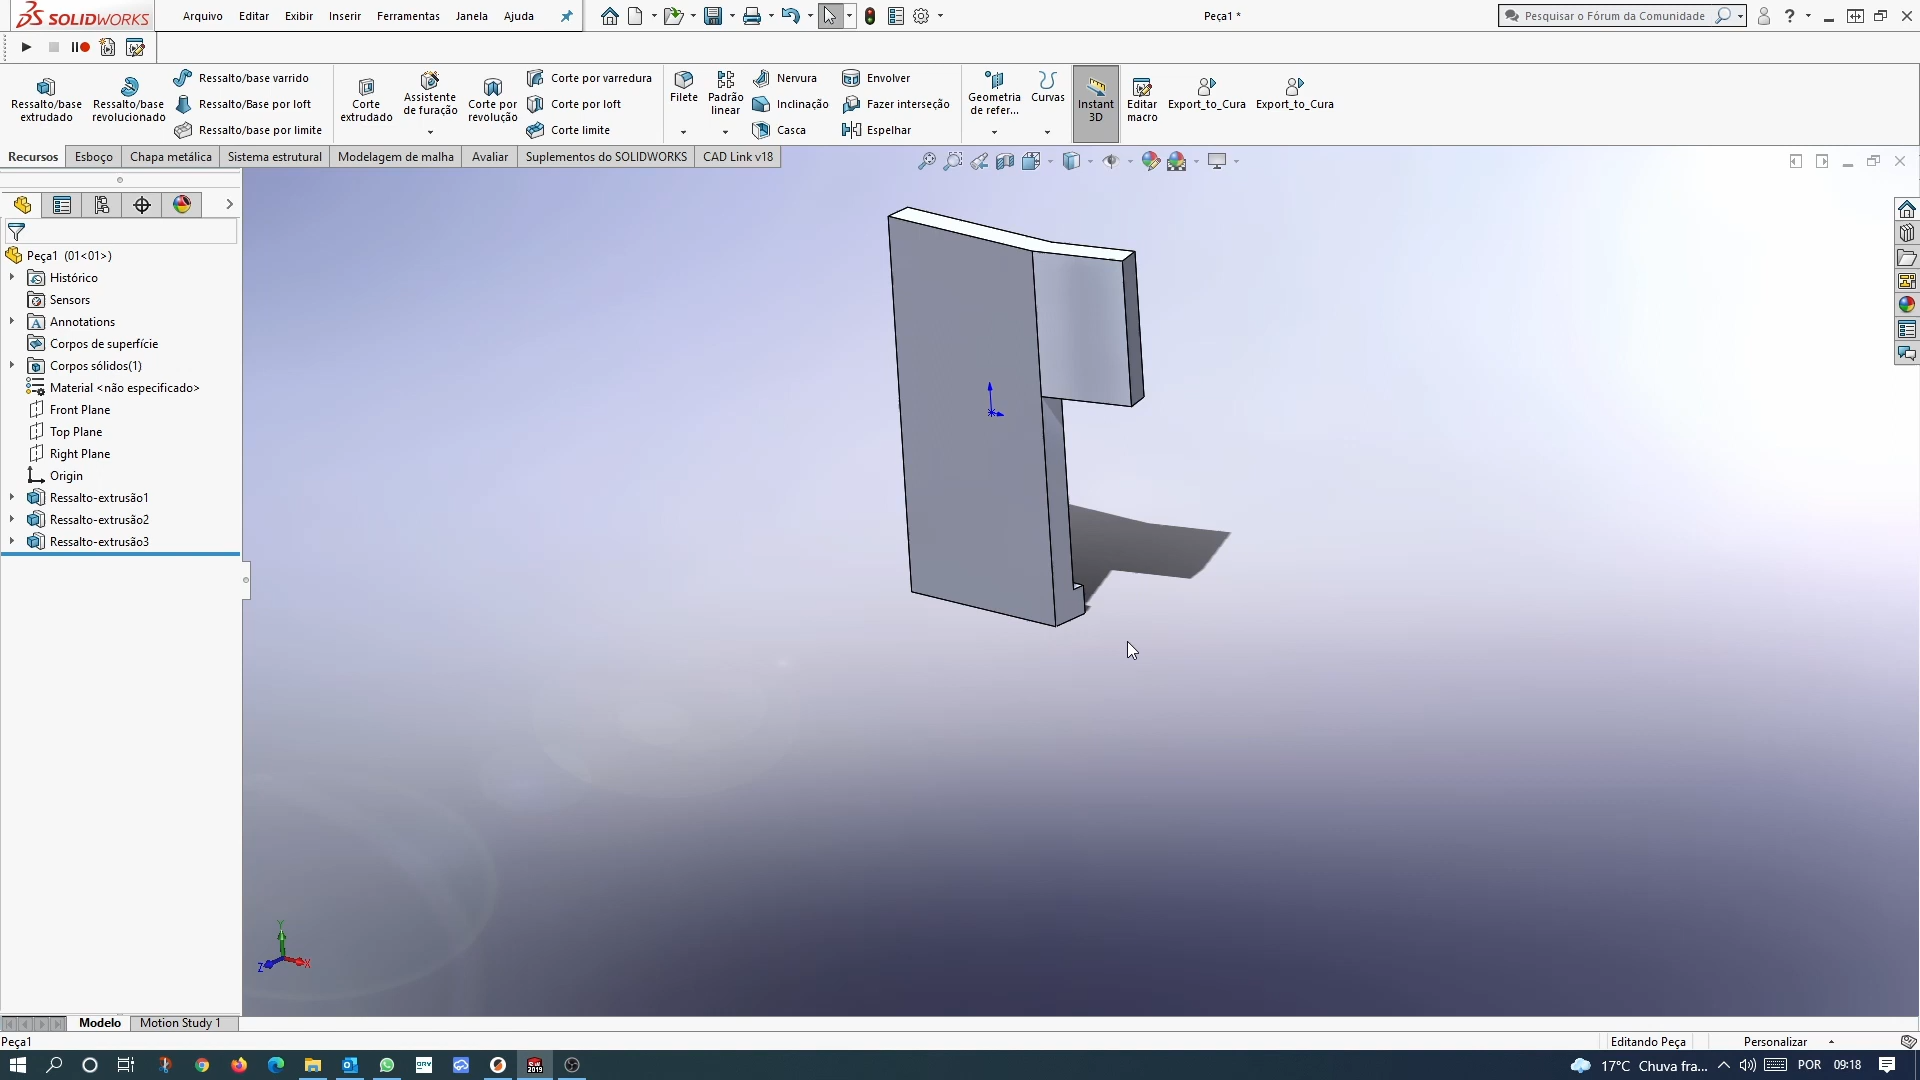 SOLIDWORKS
Arquivo Editar Exibir Inserir Ferramentas Janela Ajuda
Peça1 *
Pesquisar o Fórum da Comunidade
?
Ressalto/base extrudado
Ressalto/base revolucionado
Ressalto/base varrido
Ressalto/Base por loft
Ressalto/base por limite
Corte extrudado
Assistente de furação
Corte por revolução
Corte por varredura
Corte por loft
Corte limite
Filete
Padrão linear
Nervura
Inclinação
Casca
Envolver
Fazer interseção
Espelhar
Geometria de refer...
Curvas
Instant 3D
Editar macro
Export_to_Cura
Export_to_Cura
Recursos Esboço Chapa metálica Sistema estrutural Modelagem de malha Avaliar Suplementos do SOLIDWORKS CAD Link v18
Peça1 (01<01>)
Histórico
Sensors
Annotations
Corpos de superfície
Corpos sólidos(1)
Material <não especificado>
Front Plane
Top Plane
Right Plane
Origin
Ressalto-extrusão1
Ressalto-extrusão2
Ressalto-extrusão3
Y
Z
X
Modelo Motion Study 1
Peça1
Editando Peça
Personalizar
17°C Chuva fra...
POR
09:18